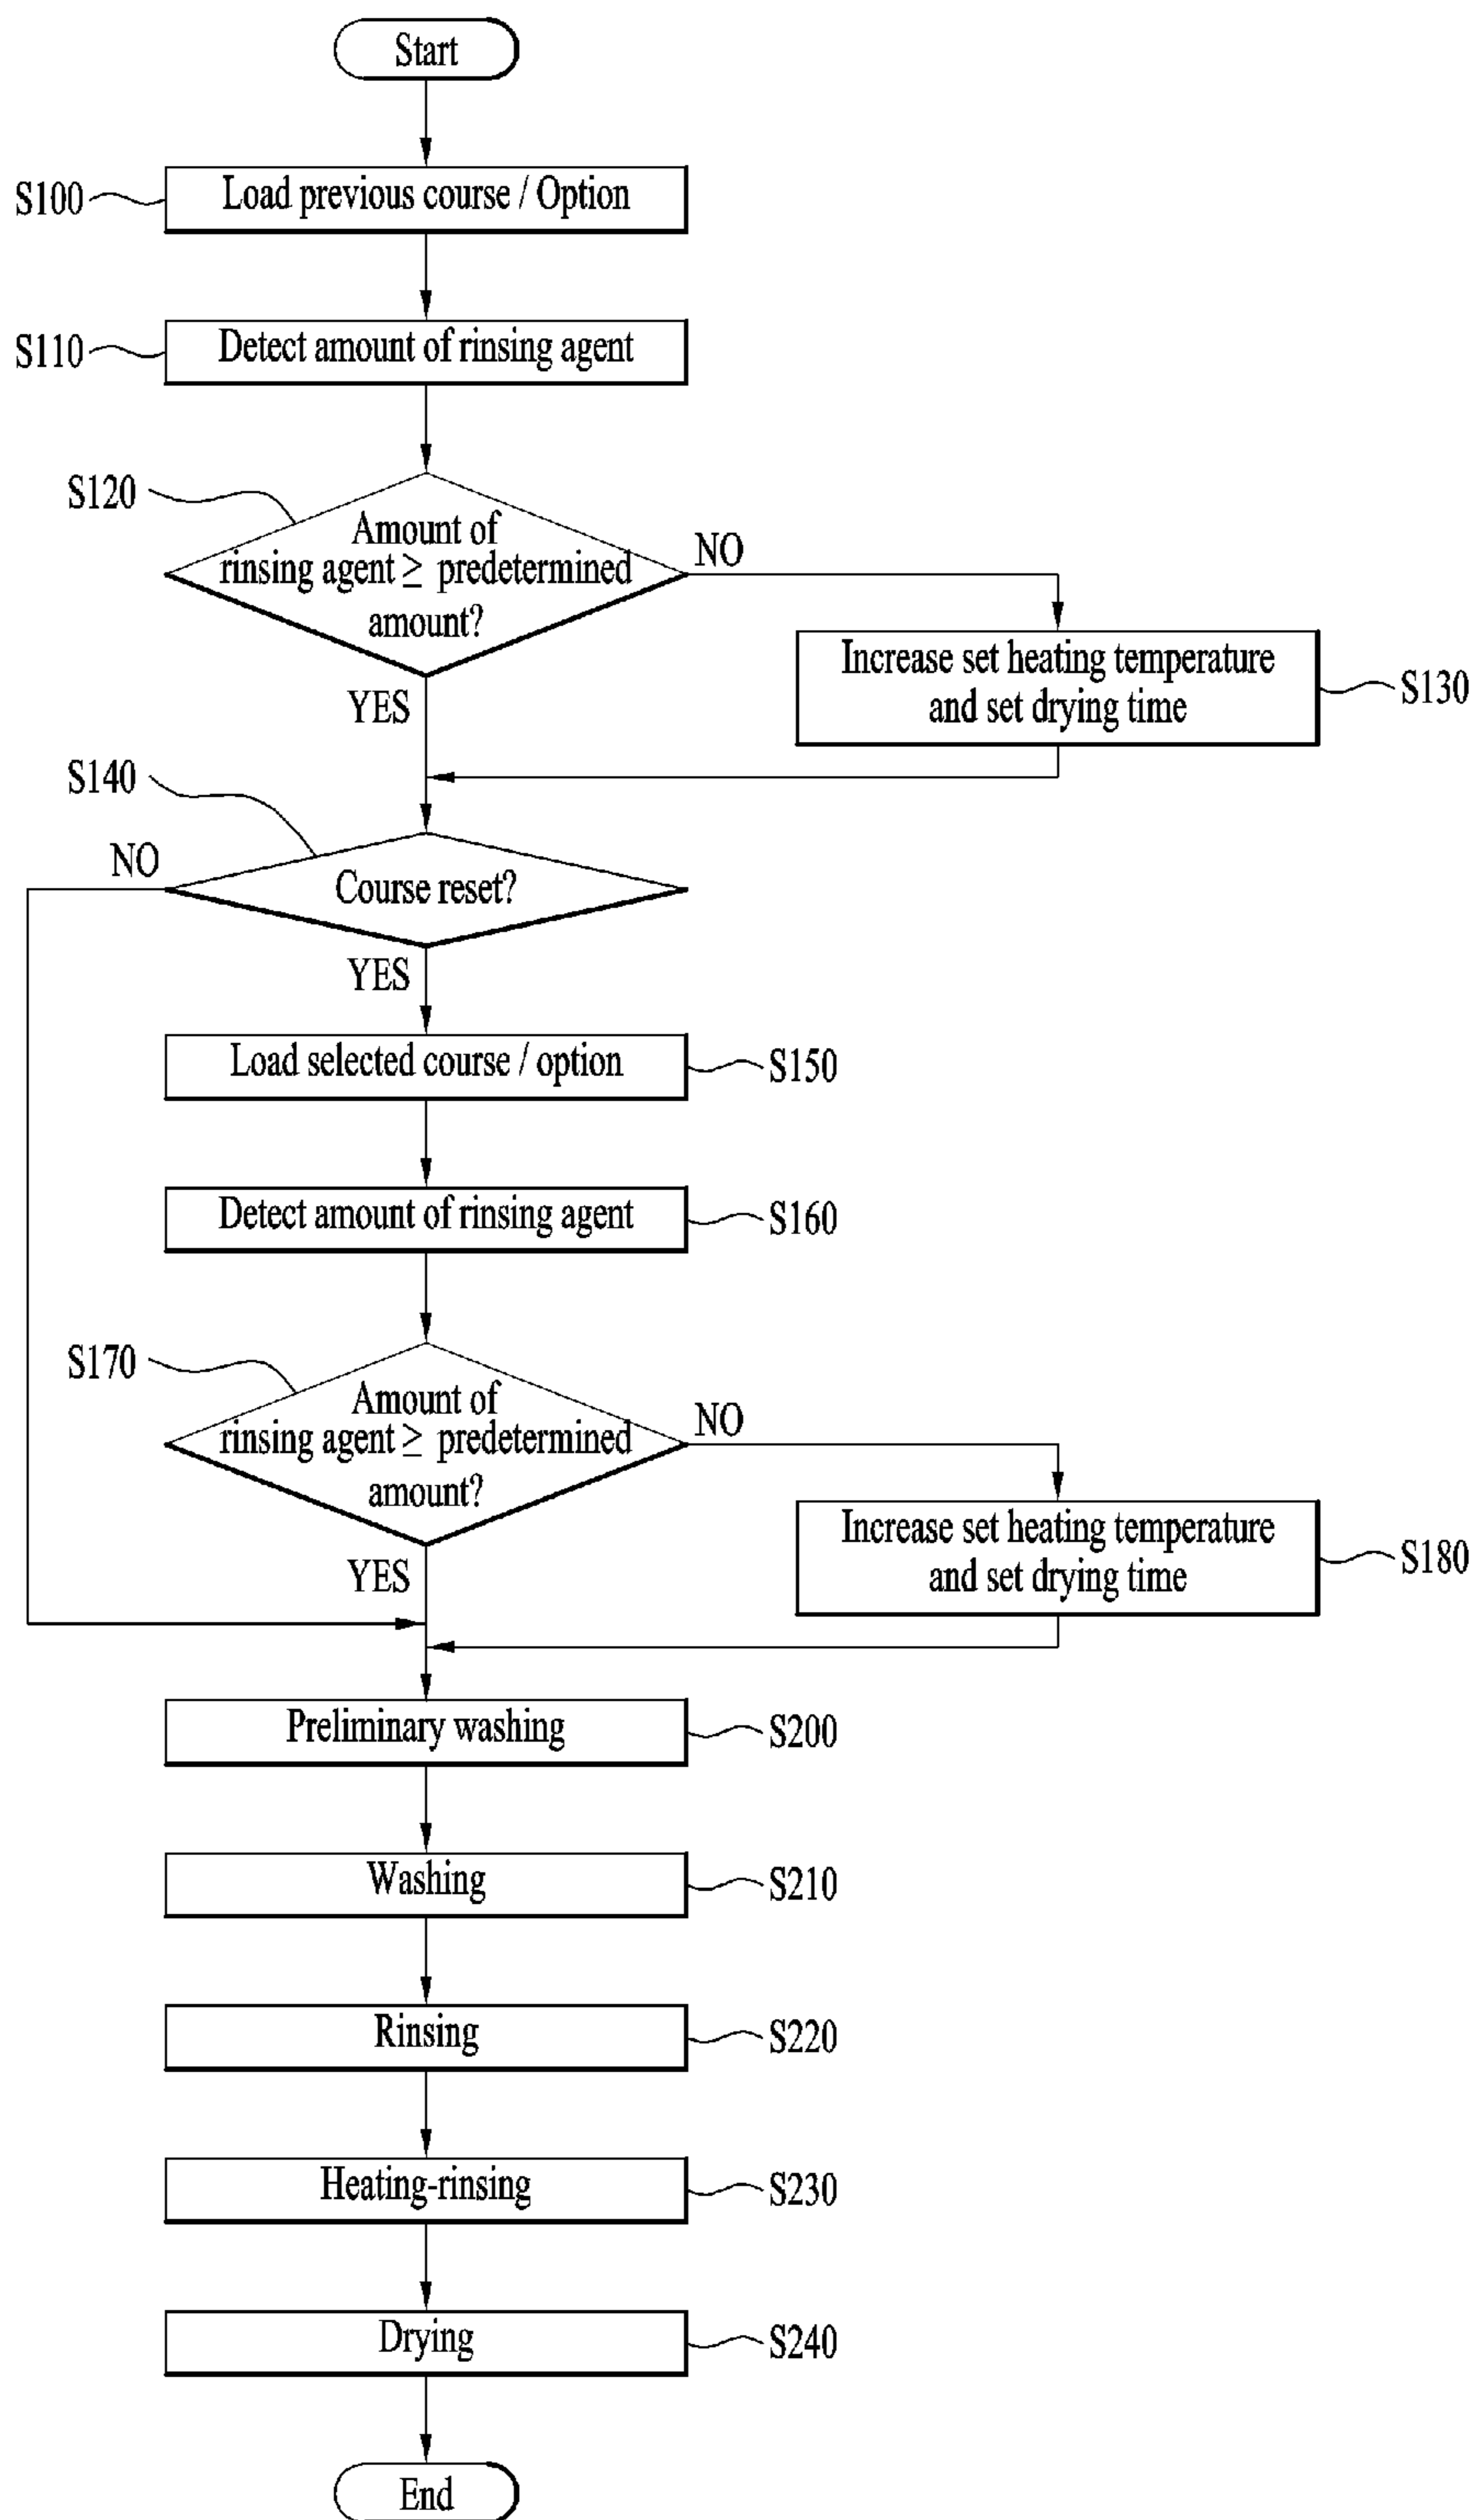 Start
S100
Load previous course / Option
S110
Detect amount of rinsing agent
S120
Amount of
rinsing agent ≥ predetermined
amount?
NO
YES
Increase set heating temperature
and set drying time
S130
S140
NO
Course reset?
YES
Load selected course / option
S150
Detect amount of rinsing agent
S160
S170
Amount of
rinsing agent ≥ predetermined
amount?
NO
YES
Increase set heating temperature
and set drying time
S180
Preliminary washing
S200
Washing
S210
Rinsing
S220
Heating-rinsing
S230
Drying
S240
End